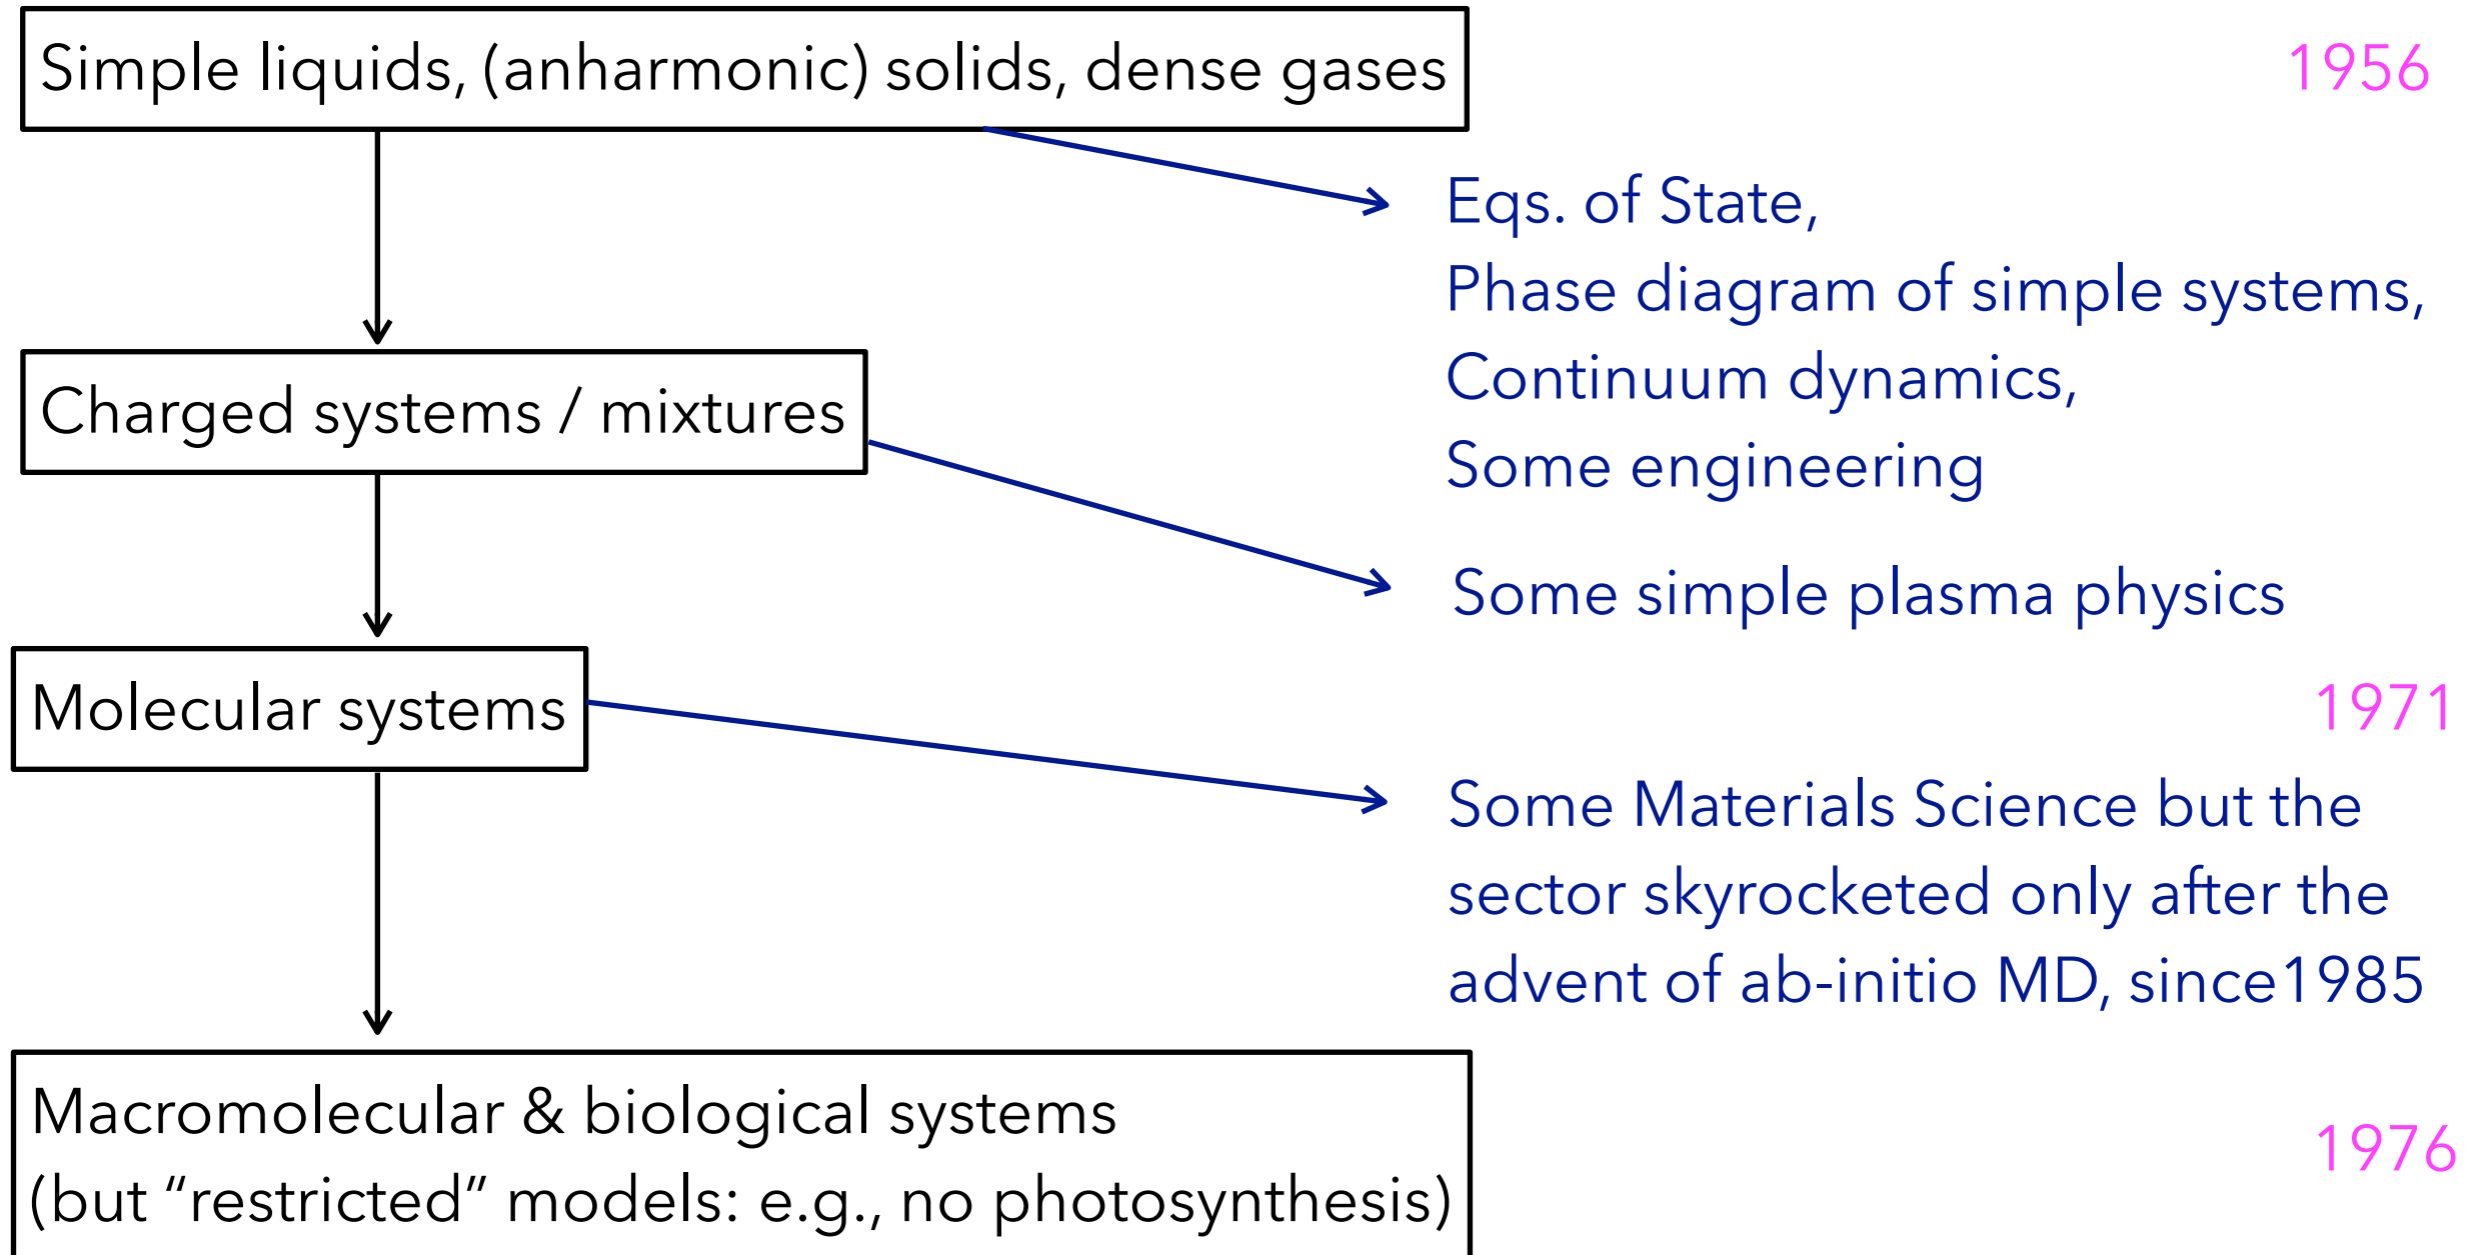 Simple liquids, (anharmonic) solids, dense gases
1956
Eqs. of State,
Phase diagram of simple systems,
Continuum dynamics,
Some engineering
Charged systems / mixtures
Some simple plasma physics
Molecular systems
1971
Some Materials Science but the
sector skyrocketed only after the
advent of ab-initio MD, since1985
Macromolecular & biological systems
(but “restricted” models: e.g., no photosynthesis)
1976